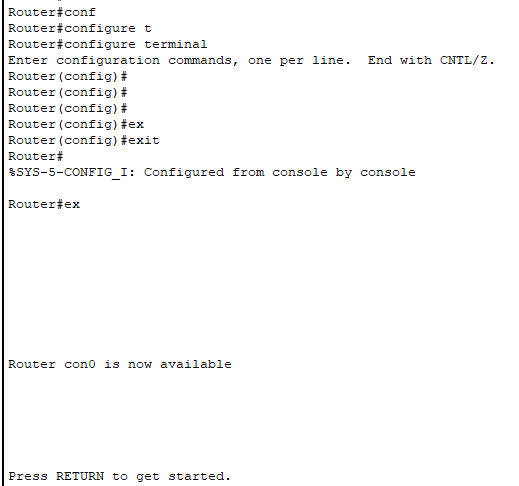 Router#conf
Router#configure t
Router#configure terminal
Enter configuration commands, one per line.  End with CNTL/Z.
Router(config)#
Router(config)#
Router(config)#
Router(config)#ex
Router(config)#exit
Router#
%SYS-5-CONFIG_I: Configured from console by console
Router#ex
Router con0 is now available
Press RETURN to get started.